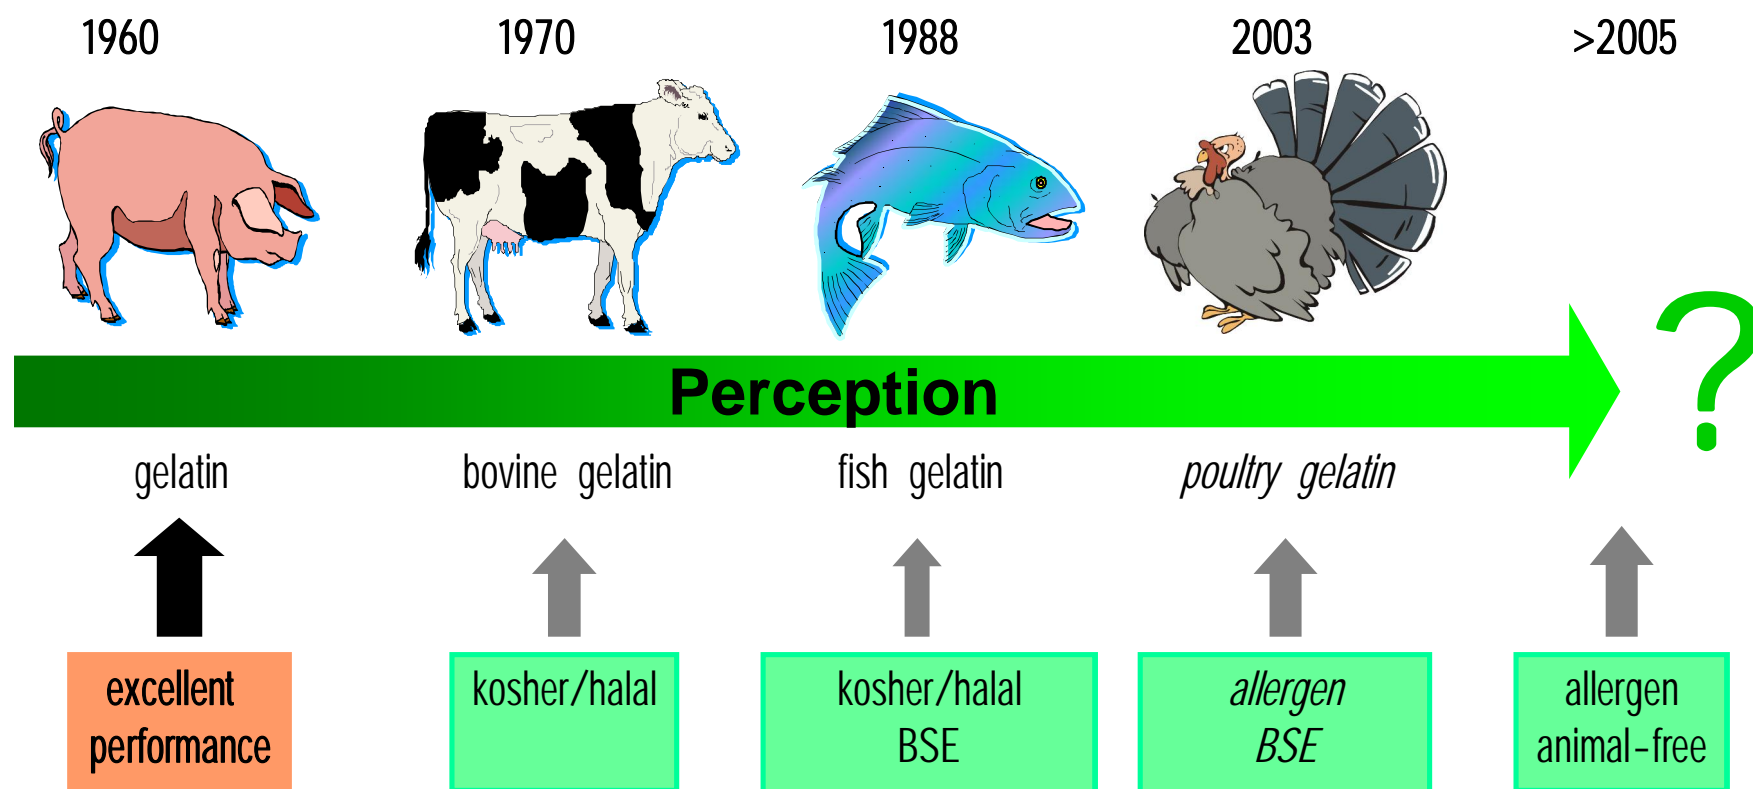 1960 1970 1988 2003 >2005
Perception
?
gelatin bovine gelatin fish gelatin poultry gelatin
excellent
performance
kosher/halal
kosher/halal
BSE
allergen
BSE
allergen
animal-free